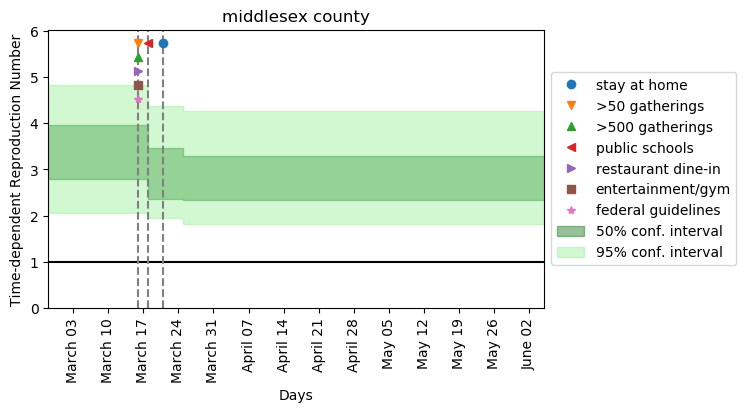 middlesex county
Time-dependent Reproduction Number
6
5
4
3
2
1
0
March 03
March 10
March 17
March 24
March 31
April 07
April 14
April 21
April 28
May 05
May 12
May 19
May 26
June 02
Days
stay at home
>50 gatherings
>500 gatherings
public schools
restaurant dine-in
entertainment/gym
federal guidelines
50% conf. interval
95% conf. interval